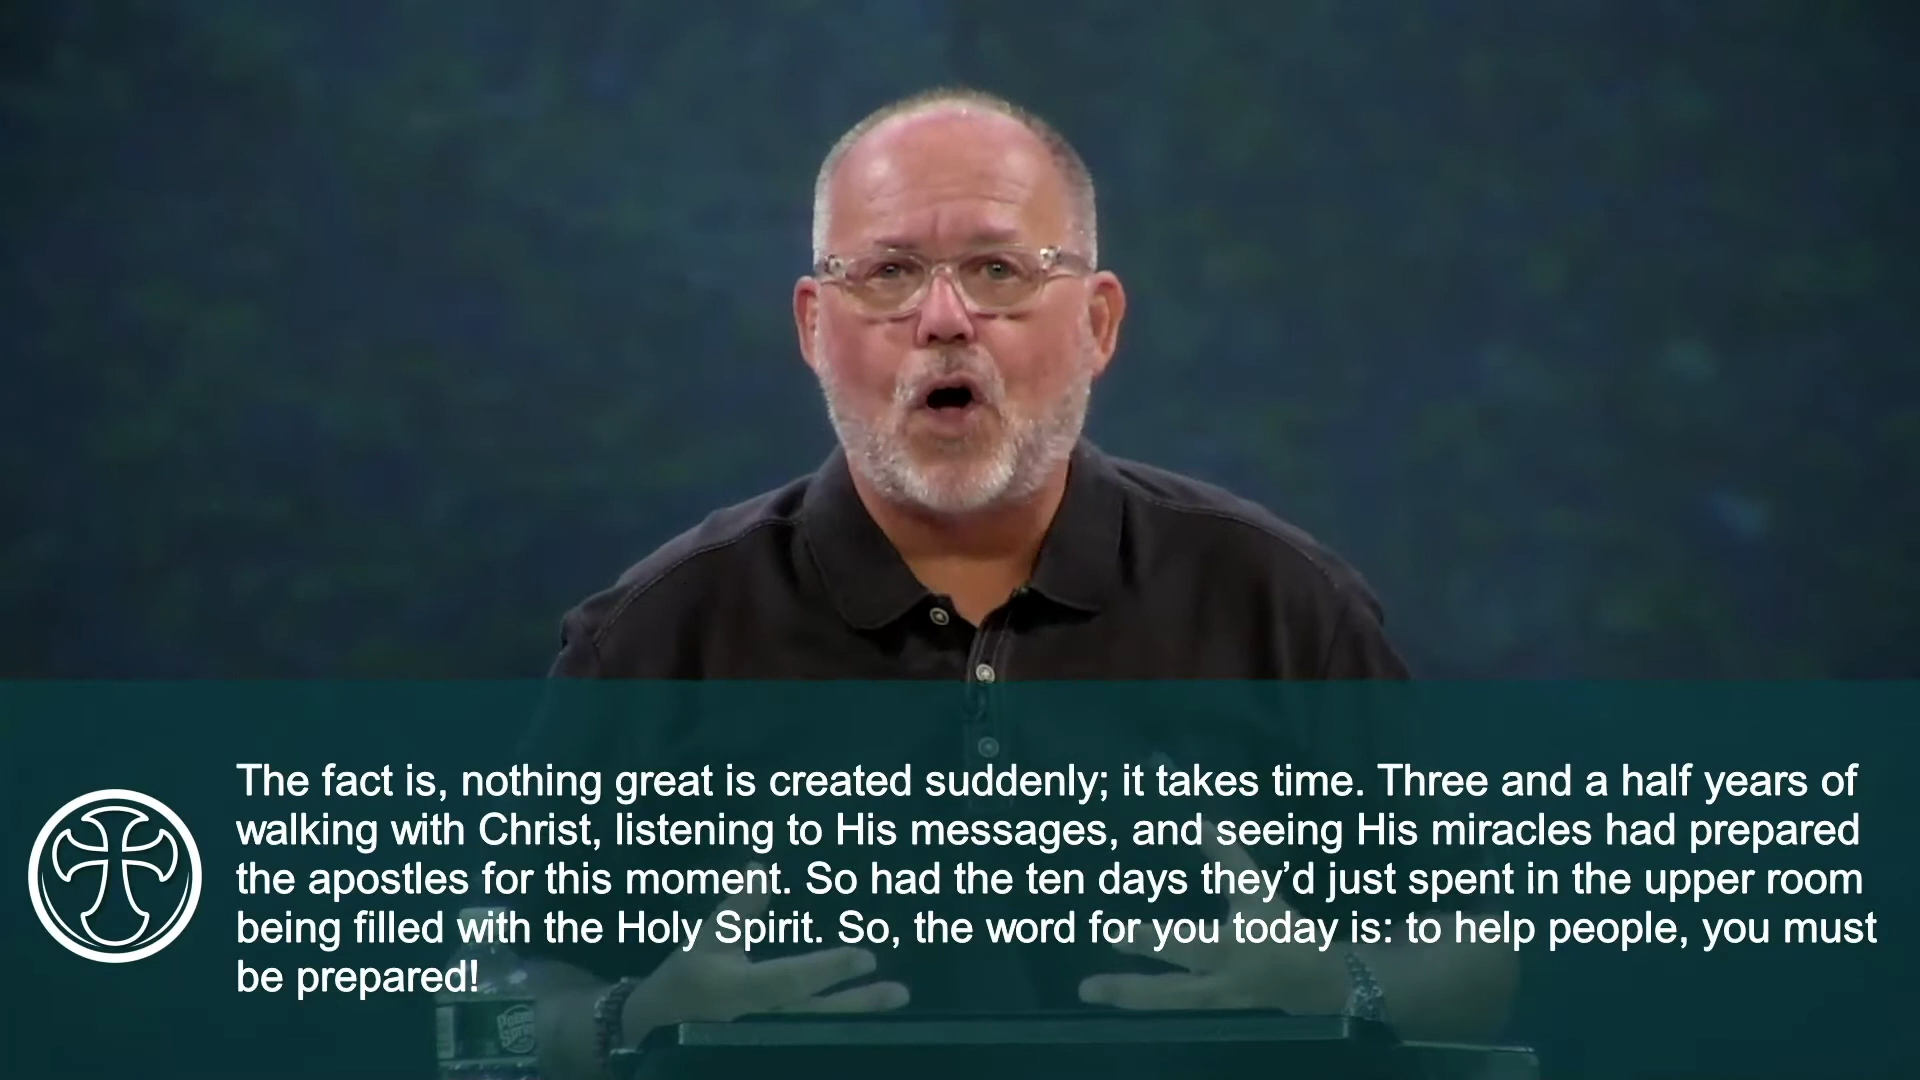 The fact is, nothing great is created suddenly; it takes time. Three and a half years of
walking with Christ, listening to His messages, and seeing His miracles had prepared
the apostles for this moment. So had the ten days they’d just spent in the upper room
being filled with the Holy Spirit. So, the word for you today is: to help people, you must
be prepared!
Poland
Spring